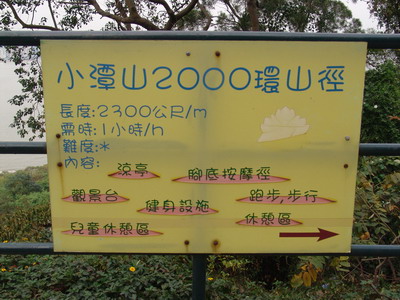 小潭山2000環山徑
長度:2300公尺/m
需時:1小時/h
難度:*
內容:
涼亭 腳底按摩徑
觀景台 健身設施 跑步,步行
兒童休憩區 休憩區